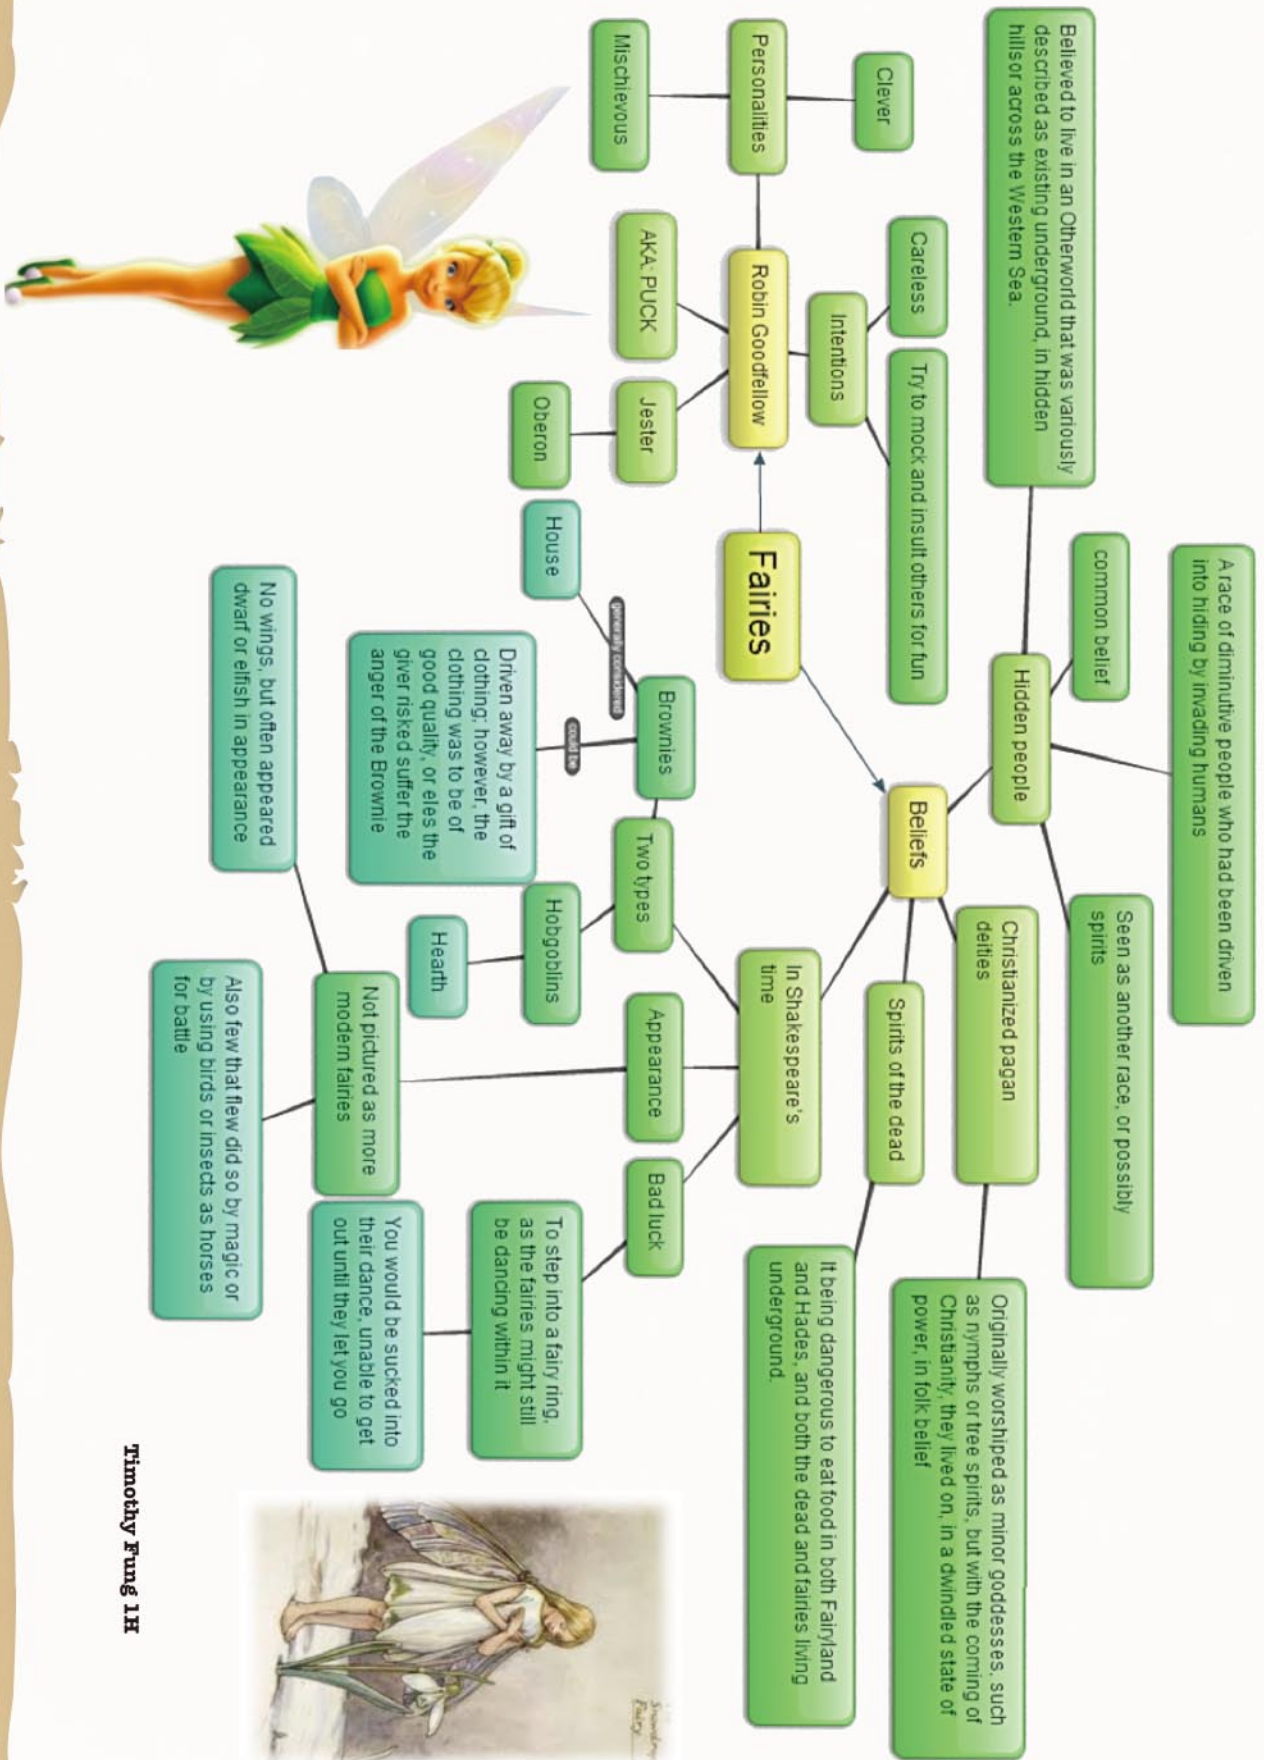 A race of diminutive people who had been driven
into hiding by invading humans
common belief
Seen as another race, or possibly
spirits
Believed to live in an Otherworld that was variously
described as existing underground, in hidden
hillsor across the Western Sea.
Hidden people
Christianized pagan
deities
Originally worshiped as minor goddesses, such
as nymphs or tree spirits, but with the coming of
Christianity, they lived on, in a dwindled state of
power, in folk belief
Clever
Careless
Try to mock and insult others for fun
Beliefs
Spirits of the dead
It being dangerous to eat food in both Fairyland
and Hades, and both the dead and fairies living
underground.
Intentions
Personalities
Robin Goodfellow
Fairies
In Shakespeare's
time
Mischievous
AKA: PUCK
Jester
Oberon
Brownies
Two types
Appearance
Bad luck
generally considered
House
could be
Driven away by a gift of
clothing; however, the
clothing was to be of
good quality, or eles the
giver risked suffer the
anger of the Brownie
Hobgoblins
Hearth
To step into a fairy ring,
as the fairies might still
be dancing within it
You would be sucked into
their dance, unable to get
out until they let you go
Not pictured as more
modern fairies
No wings, but often appeared
dwarf or elfish in appearance
Also few that flew did so by magic or
by using birds or insects as horses
for battle
Fairy
Timothy Fung 1H